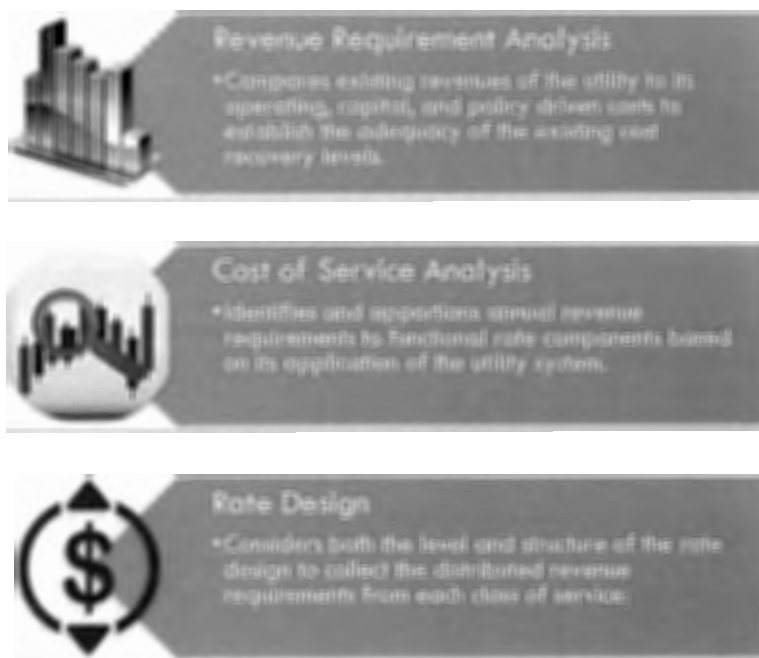 Revenue Requirement Analysis
•Compares existing revenues of the utility to its
operating, capital, and policy driven costs to
establish the adequacy of the existing cost
recovery levels.
Cost of Service Analysis
•Identifies and apportions annual revenue
requirements to functional rate components based
on its application of the utility system.
Rate Design
•Considers both the level and structure of the rate
design to collect the distributed revenue
requirements from each class of service.
$